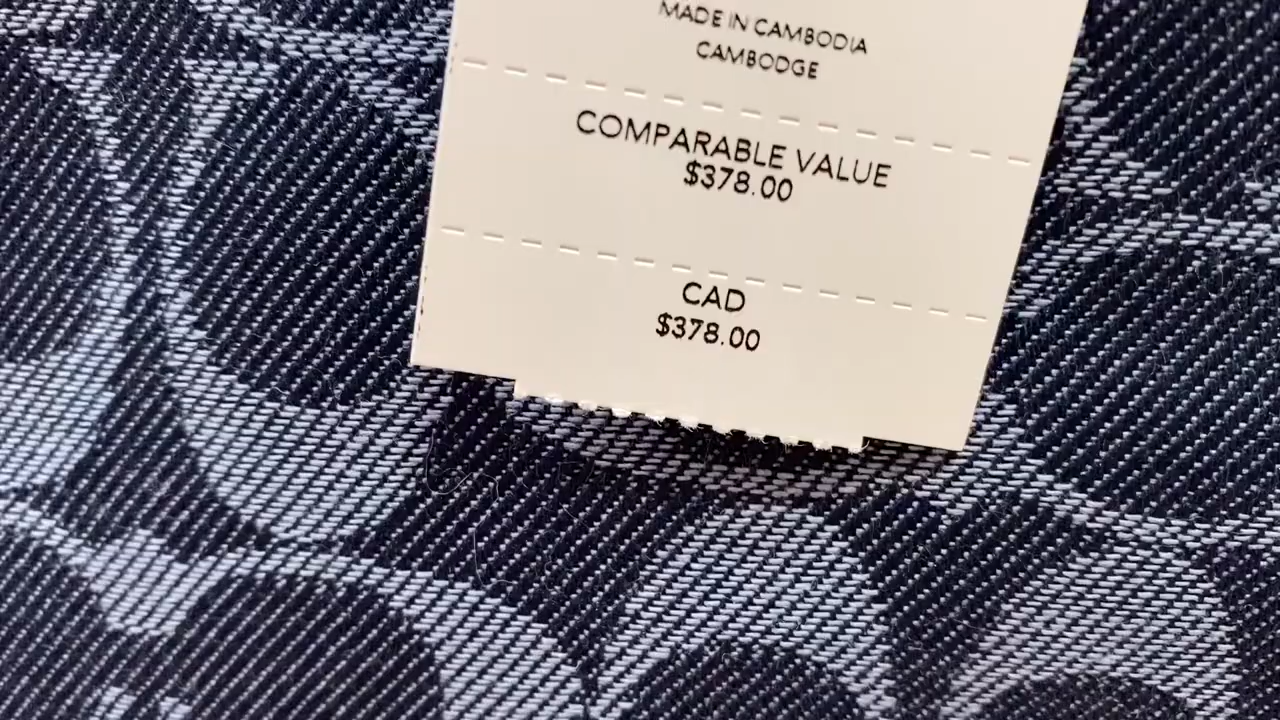 MADE IN CAMBODIA
CAMBODGE
COMPARABLE VALUE
$378.00
CAD
$378.00